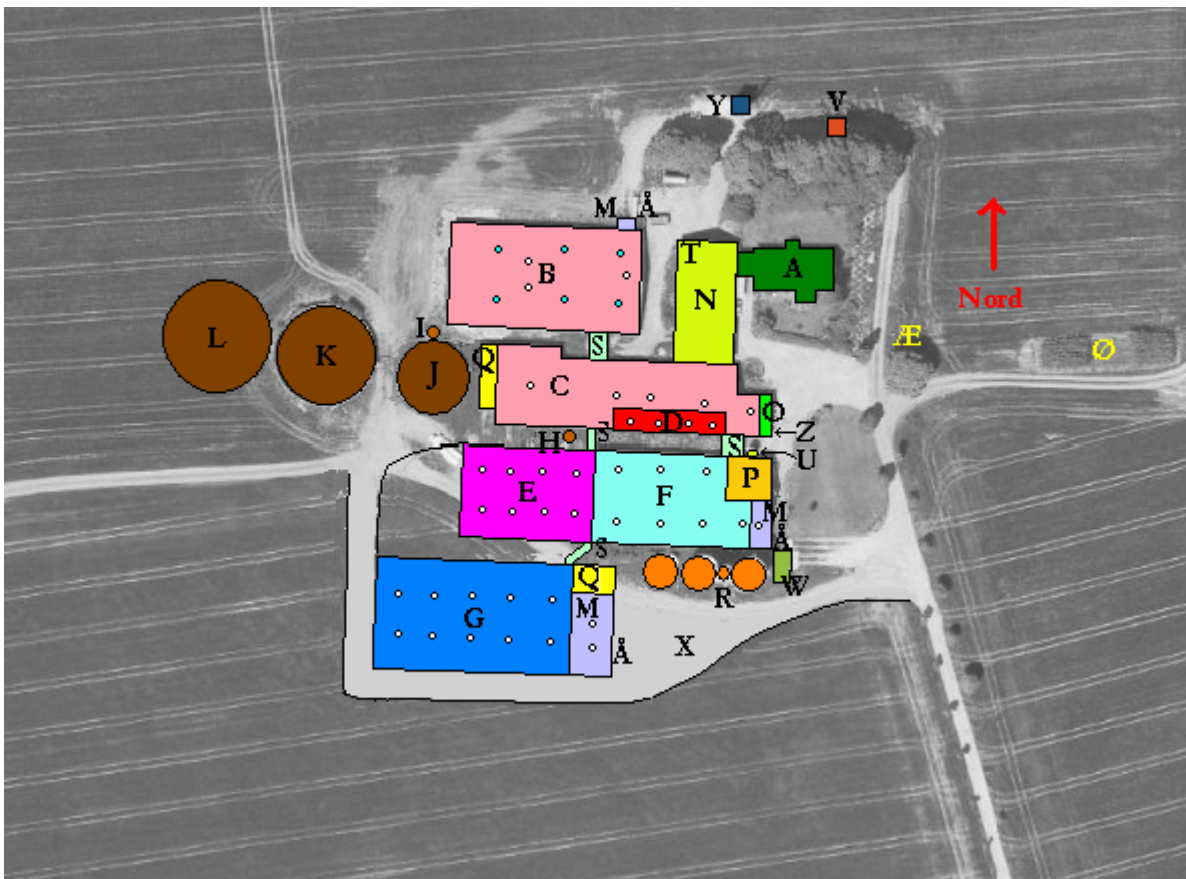 Y V
M Å
T A
B N
Nord
L K I J
Æ Ø
S
Q C
D O
H S S Z
U
E F P
M
S Å
Q R W
M
G Å X